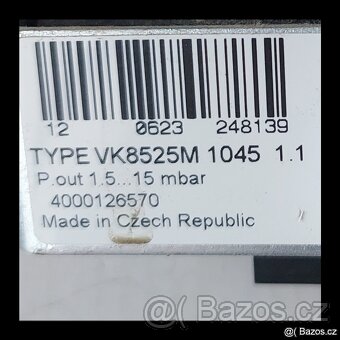 12 0623 248139
TYPE VK8525M 1045 1.1
P.out 1.5...15 mbar
4000126570
Made in Czech Republic
Bazos.cz
© Bazos.cz